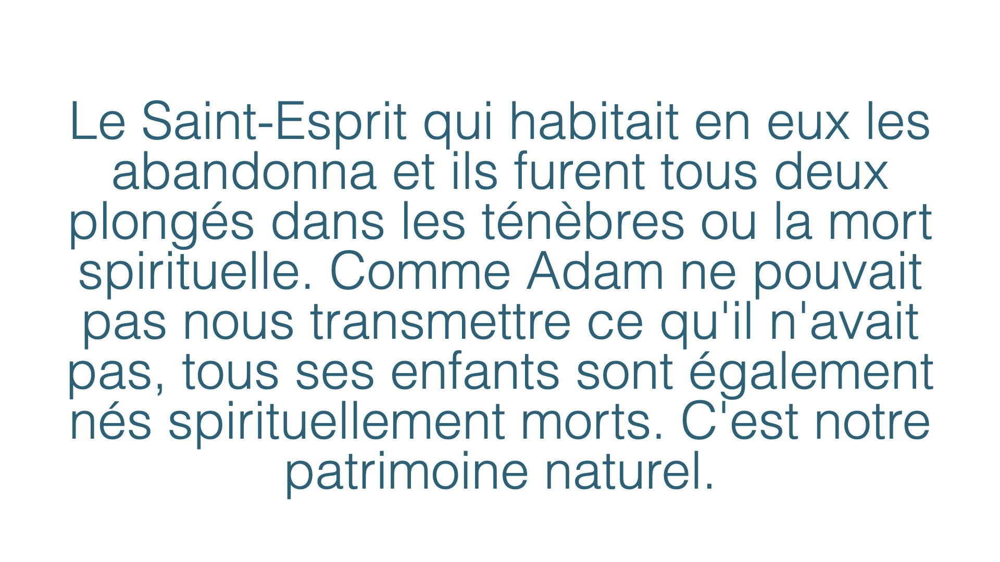 Le Saint-Esprit qui habitait en eux les
abandonna et ils furent tous deux
plongés dans les ténèbres ou la mort
spirituelle. Comme Adam ne pouvait
pas nous transmettre ce qu'il n'avait
pas, tous ses enfants sont également
nés spirituellement morts. C'est notre
patrimoine naturel.